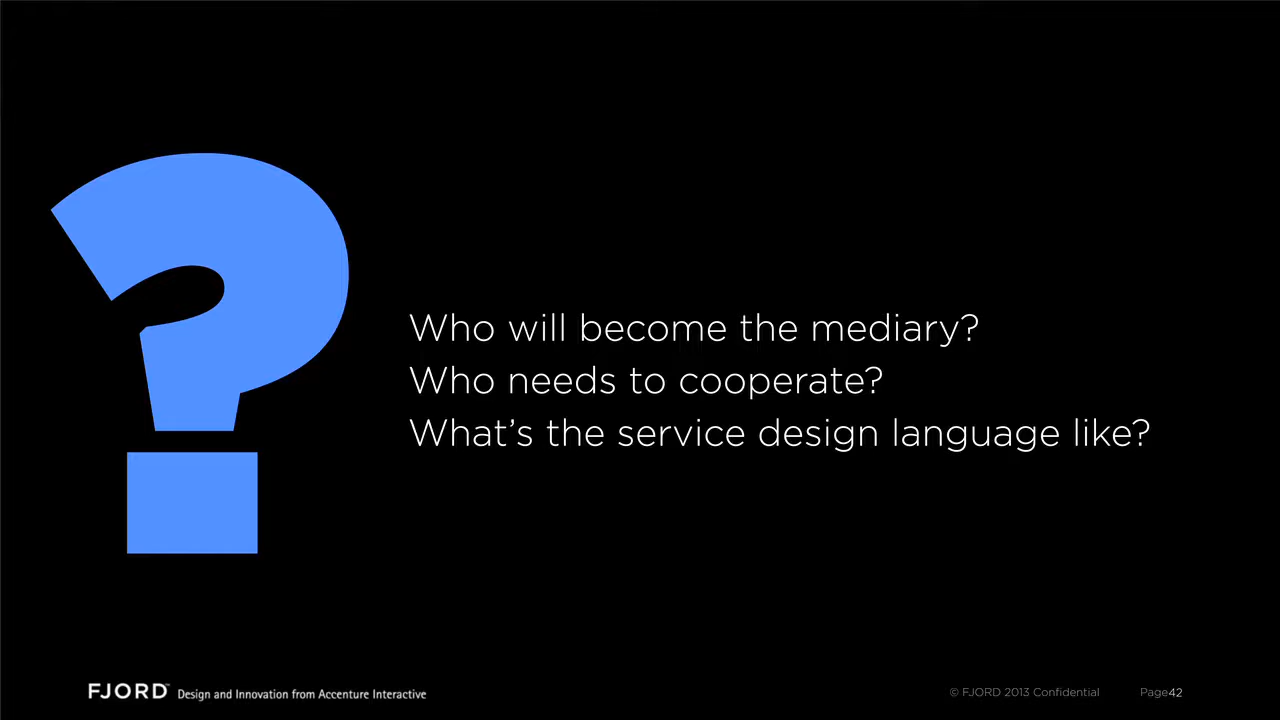 ?
Who will become the mediary?
Who needs to cooperate?
What’s the service design language like?
FJORD™ Design and Innovation from Accenture Interactive
© FJORD 2013 Confidential Page42